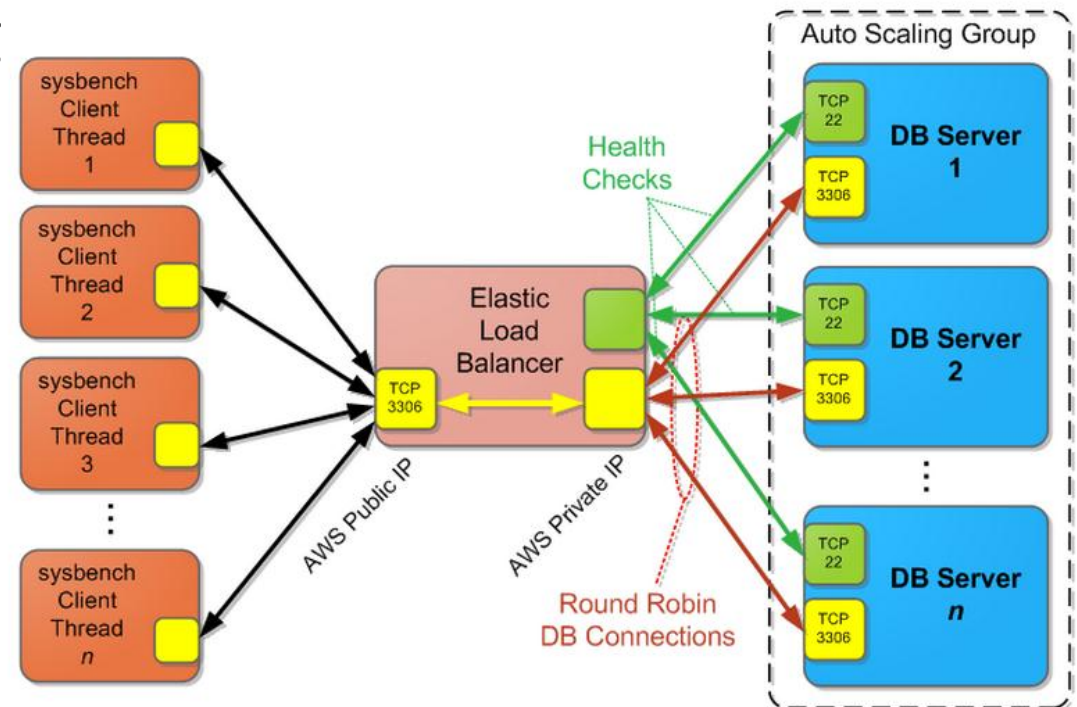 sysbench
Client
Thread
1
sysbench
Client
Thread
2
sysbench
Client
Thread
3
sysbench
Client
Thread
n
Elastic
Load
Balancer
TCP
3306
AWS Public IP
AWS Private IP
Health
Checks
Round Robin
DB Connections
Auto Scaling Group
TCP
22
TCP
3306
DB Server
1
TCP
22
TCP
3306
DB Server
2
TCP
22
TCP
3306
DB Server
n